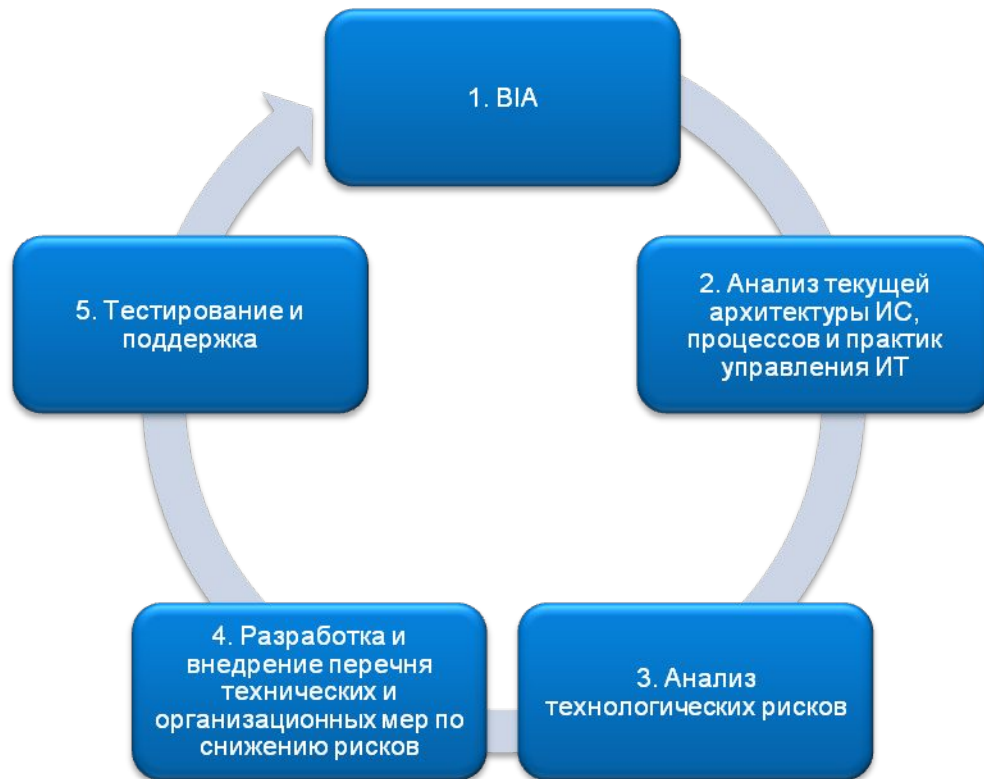 1. BIA
2. Анализ текущей
архитектуры ИС,
процессов и практик
управления ИТ
3. Анализ
технологических рисков
4. Разработка и
внедрение перечня
технических и
организационных мер по
снижению рисков
5. Тестирование и
поддержка